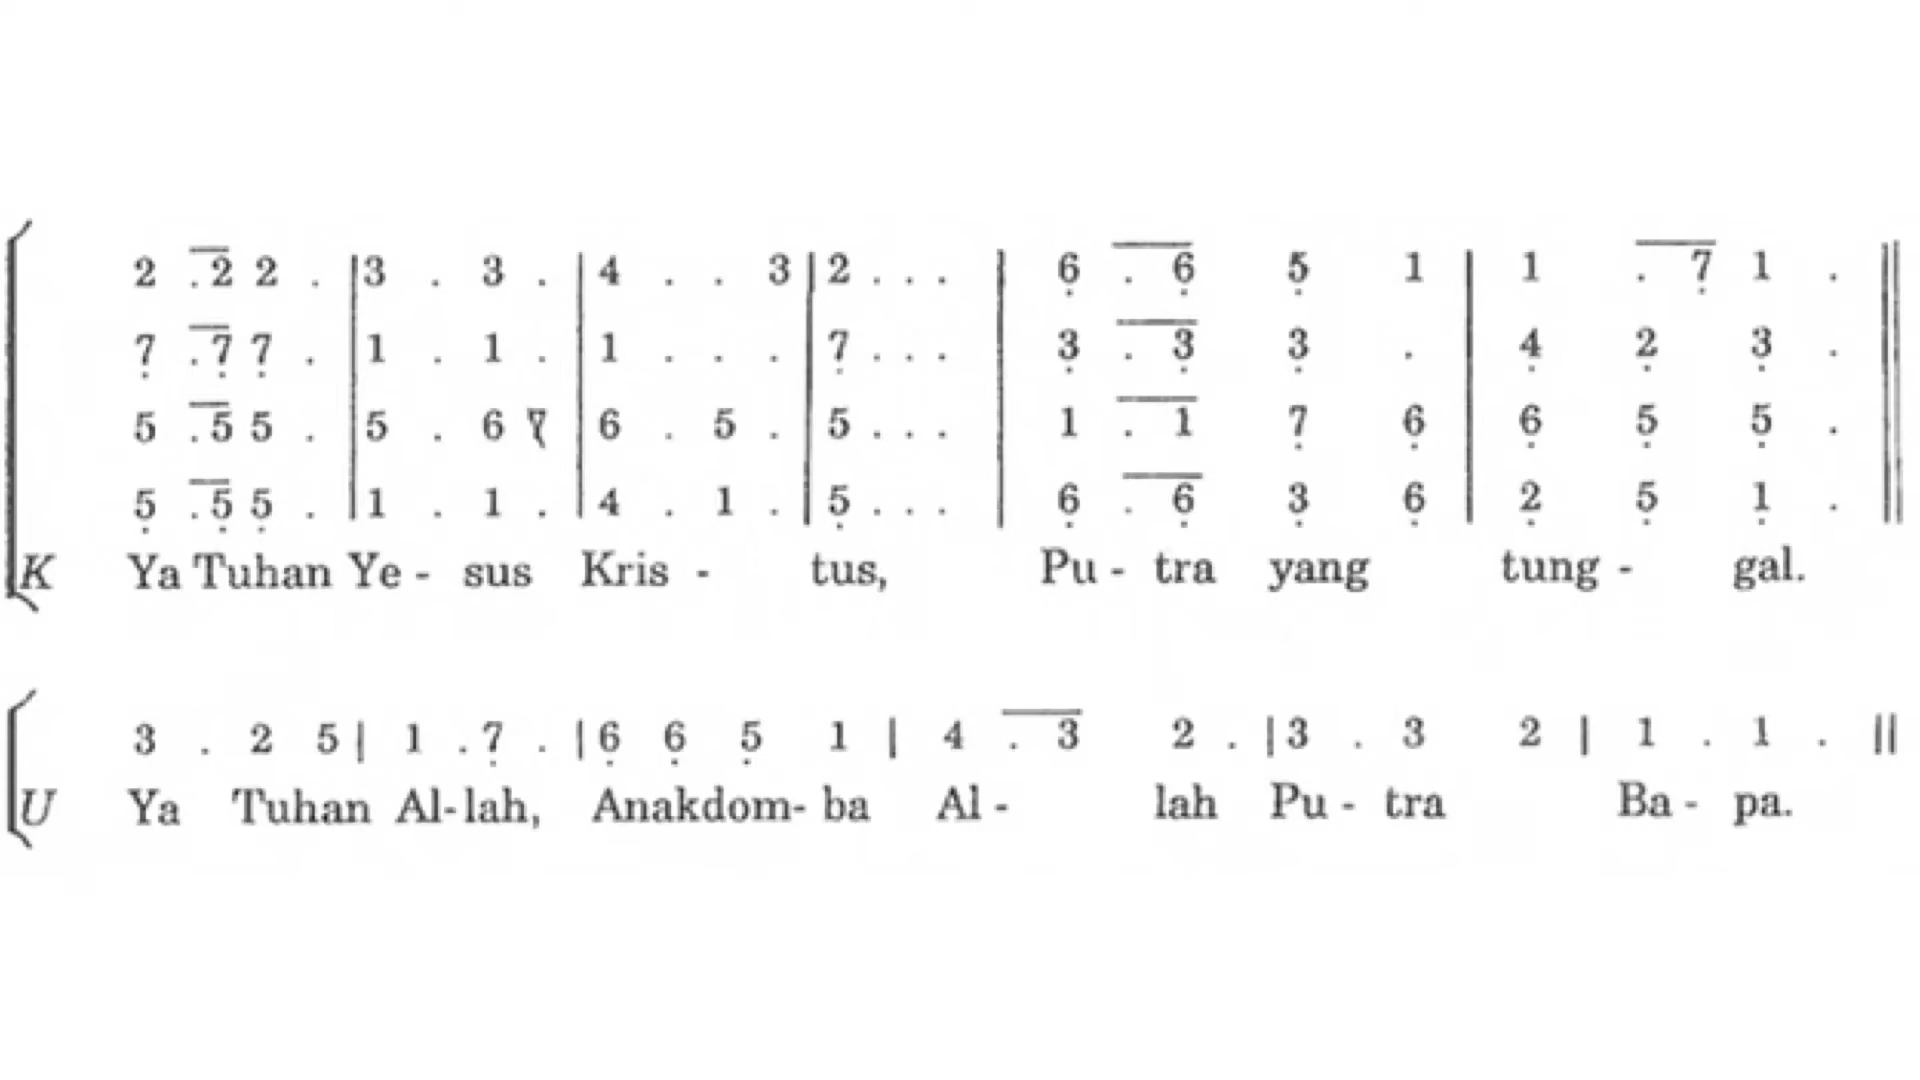 2 .2 2 . | 3 . 3 . | 4 . . 3 | 2 . . . | 6̣ . 6̣ 5̣ 1 | 1 . 7̣ 1 . ||
7̣ .7̣ 7̣ . | 1 . 1 . | 1 . . . | 7̣ . . . | 3̣ . 3̣ 3̣ . | 4̣ 2̣ 3̣ . ||
5 .5 5 . | 5 . 6 | 6 . 5 . | 5 . . . | 1 . 1 7̣ 6̣ | 6̣ 5̣ 5̣ . ||
5̣ .5̣ 5̣ . | 1 . 1 . | 4 . 1 . | 5̣ . . . | 6̣ . 6̣ 3̣ 6̣ | 2̣ 5̣ 1̣ . ||
K Ya Tuhan Ye - sus Kris - tus, Pu - tra yang tung - gal.
3 . 2 5 | 1 . 7̣ . | 6̣ 6̣ 5̣ 1 | 4 . 3 2 . | 3 . 3 2 | 1 . 1 . ||
U Ya Tuhan Al-lah, Anakdom- ba Al - lah Pu - tra Ba - pa.